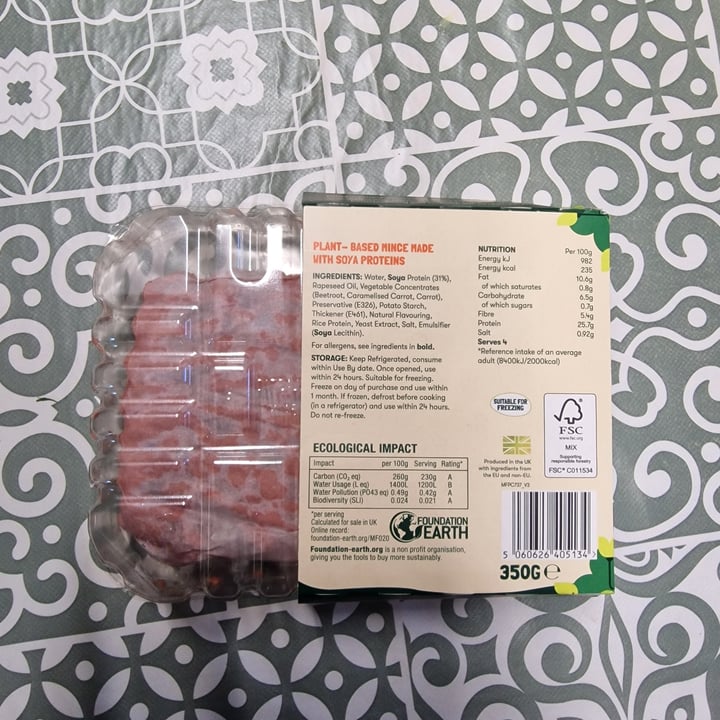 PLANT- BASED MINCE MADE
WITH SOYA PROTEINS
INGREDIENTS: Water, Soya Protein (31%),
Rapeseed Oil, Vegetable Concentrates
(Beetroot, Caramelised Carrot, Carrot),
Preservative (E326), Potato Starch,
Thickener (E461), Natural Flavouring,
Rice Protein, Yeast Extract, Salt, Emulsifier
(Soya Lecithin).
For allergens, see ingredients in bold.
STORAGE: Keep Refrigerated, consume
within Use By date. Once opened, use
within 24 hours. Suitable for freezing.
Freeze on day of purchase and use within
1 month. If frozen, defrost before cooking
(in a refrigerator) and use within 24 hours.
Do not re-freeze.
ECOLOGICAL IMPACT
Impact per 100g Serving Rating*
Carbon (CO₂ eq) 260g 230g A
Water Usage (L eq) 1400L 1200L B
Water Pollution (PO43 eq) 0.49g 0.42g A
Biodiversity (SLI) 0.024 0.021 A
*per serving
Calculated for sale in UK
Online record:
foundation-earth.org/MF020
FOUNDATION
EARTH
Foundation-earth.org is a non profit organisation,
giving you the tools to buy more sustainably.
NUTRITION Per 100g
Energy kJ 982
Energy kcal 235
Fat 10.6g
of which saturates 0.8g
Carbohydrate 6.5g
of which sugars 0.7g
Fibre 5.4g
Protein 25.7g
Salt 0.92g
Serves 4
*Reference intake of an average
adult (8400kJ/2000kcal)
SUITABLE FOR
FREEZING
FSC
www.fsc.org
MIX
Supporting
responsible forestry
FSC® C011534
Produced in the UK
with ingredients from
the EU and non-EU.
MFPC737_V3
5 060626 405134 >
350G e